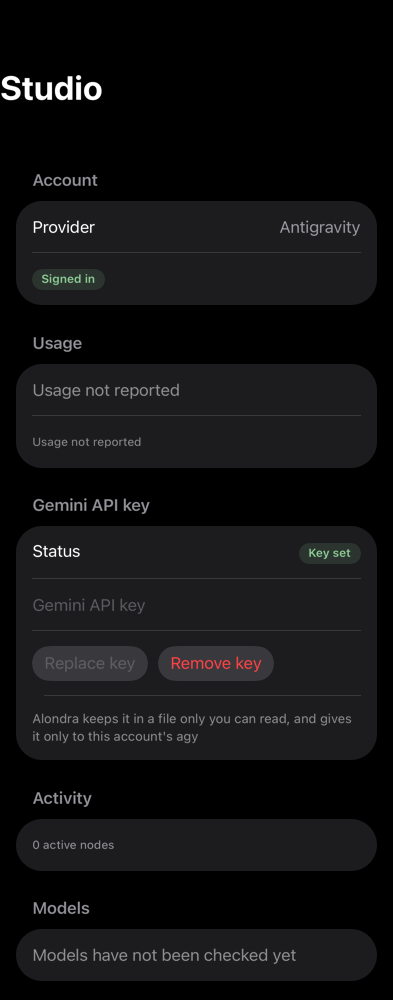 Studio
Account
Provider Antigravity
Signed in
Usage
Usage not reported
Usage not reported
Gemini API key
Status Key set
Gemini API key
Replace key Remove key
Alondra keeps it in a file only you can read, and gives
it only to this account's agy
Activity
0 active nodes
Models
Models have not been checked yet